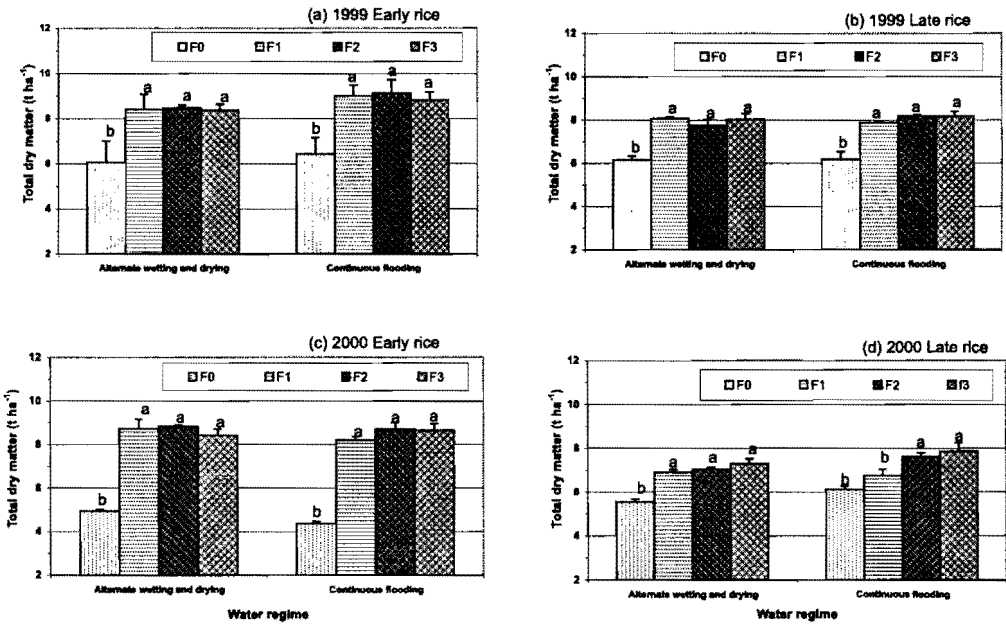 (a) 1999 Early rice
F0 F1 F2 F3
Total dry matter (t ha⁻¹)
12
10
8
6
4
2
b a a a
b a a a
Alternate wetting and drying
Continuous flooding
(b) 1999 Late rice
F0 F1 F2 F3
Total dry matter (t ha⁻¹)
12
10
8
6
4
2
b a a a
b a a a
Alternate wetting and drying
Continuous flooding
(c) 2000 Early rice
F0 F1 F2 F3
Total dry matter (t ha⁻¹)
12
10
8
6
4
2
b a a a
b a a a
Alternate wetting and drying
Continuous flooding
Water regime
(d) 2000 Late rice
F0 F1 F2 f3
Total dry matter (t ha⁻¹)
12
10
8
6
4
2
b a a a
b b a a
Alternate wetting and drying
Continuous flooding
Water regime